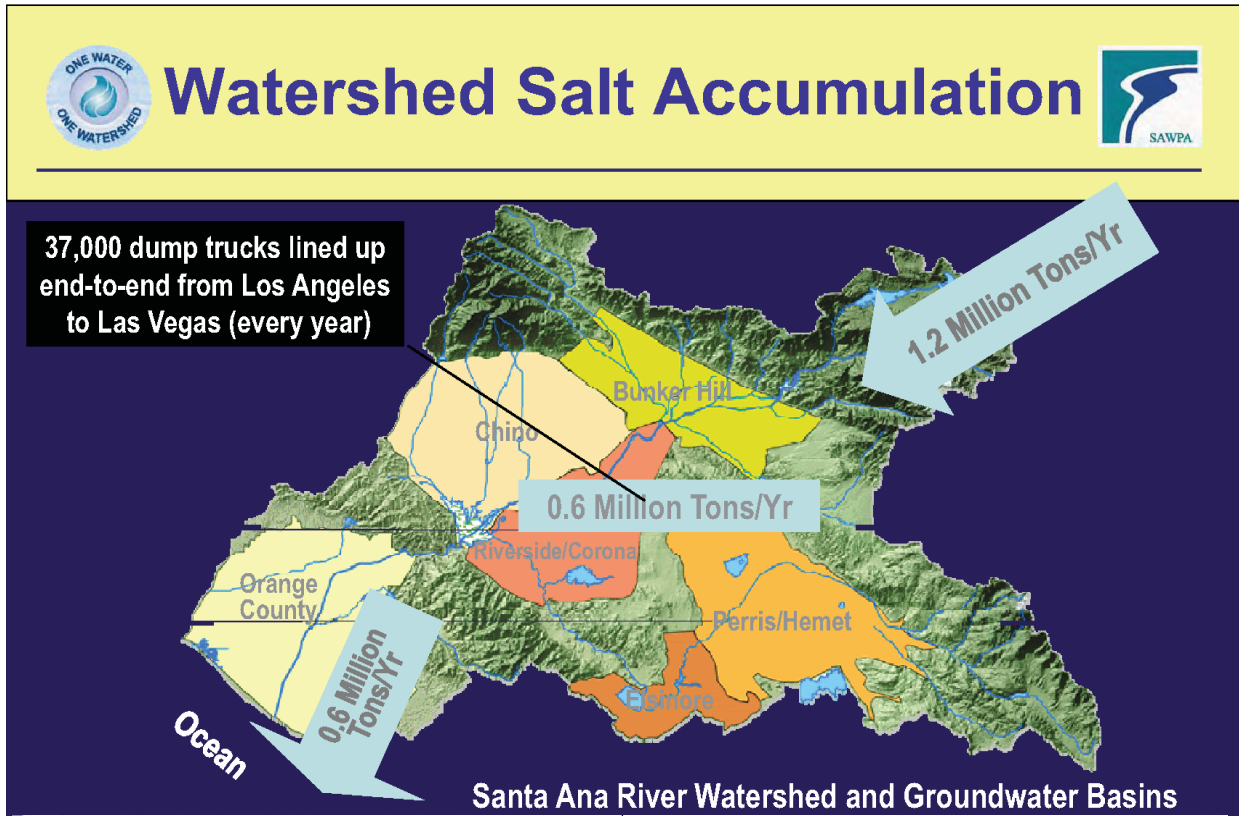 ONE WATER
ONE WATERSHED
Watershed Salt Accumulation
SAWPA
37,000 dump trucks lined up
end-to-end from Los Angeles
to Las Vegas (every year)
1.2 Million Tons/Yr
Bunker Hill
Chino
0.6 Million Tons/Yr
Riverside/Corona
Orange
County
Perris/Hemet
0.6 Million
Tons/Yr
Elsinore
Ocean
Santa Ana River Watershed and Groundwater Basins